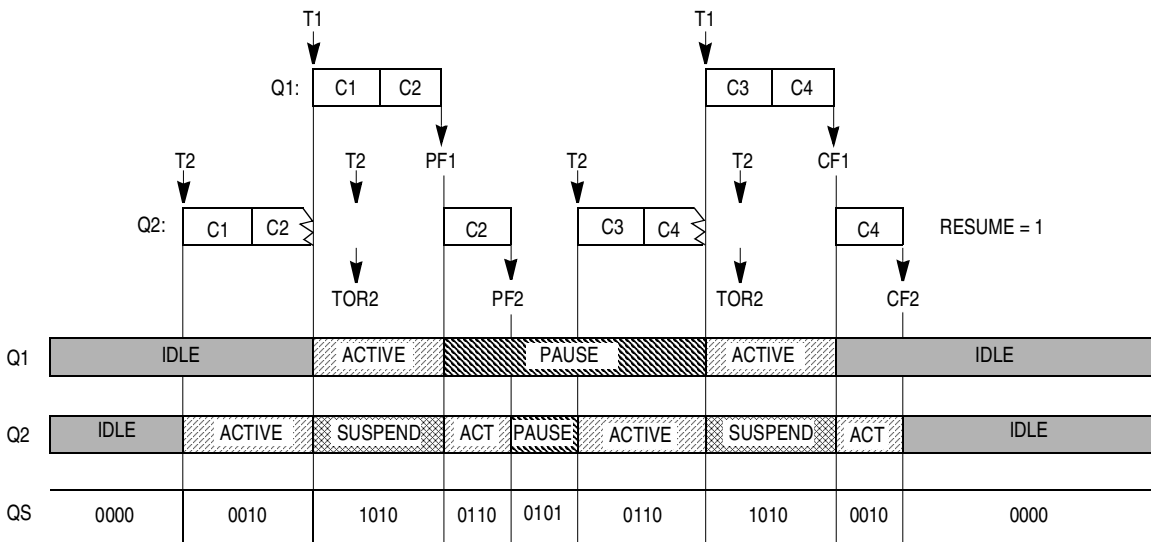 T1 T1
Q1: C1 C2 C3 C4
T2 T2 PF1 T2 T2 CF1
Q2: C1 C2 C2 C3 C4 C4 RESUME = 1
TOR2 PF2 TOR2 CF2
Q1 IDLE ACTIVE PAUSE ACTIVE IDLE
Q2 IDLE ACTIVE SUSPEND ACT PAUSE ACTIVE SUSPEND ACT IDLE
QS 0000 0010 1010 0110 0101 0110 1010 0010 0000